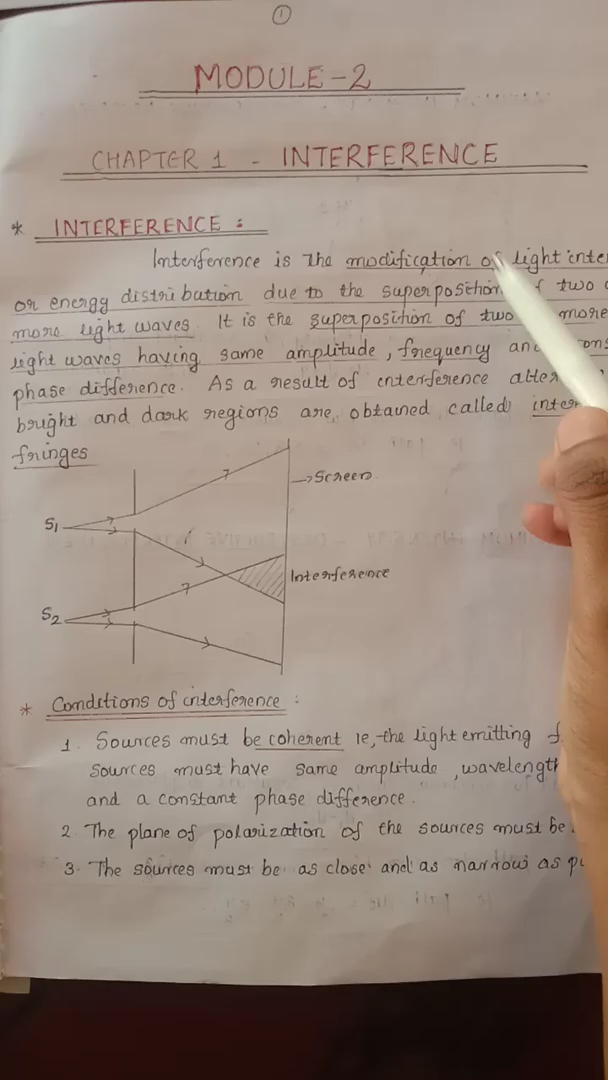 1
MODULE-2
CHAPTER 1 - INTERFERENCE
* INTERFERENCE :
Interference is the modification of light
or energy distribution due to the superposition two
more light waves. It is the superposition of two more
light waves having same amplitude, frequency
phase difference. As a result of interference
bright and dark regions are obtained called
fringes
→ Screen
S1
Interference
S2
* Conditions of interference :
1. Sources must be coherent ie, the light emitting
sources must have same amplitude, wavelength
and a constant phase difference.
2. The plane of polarization of the sources must be
3. The sources must be as close and as narrow as